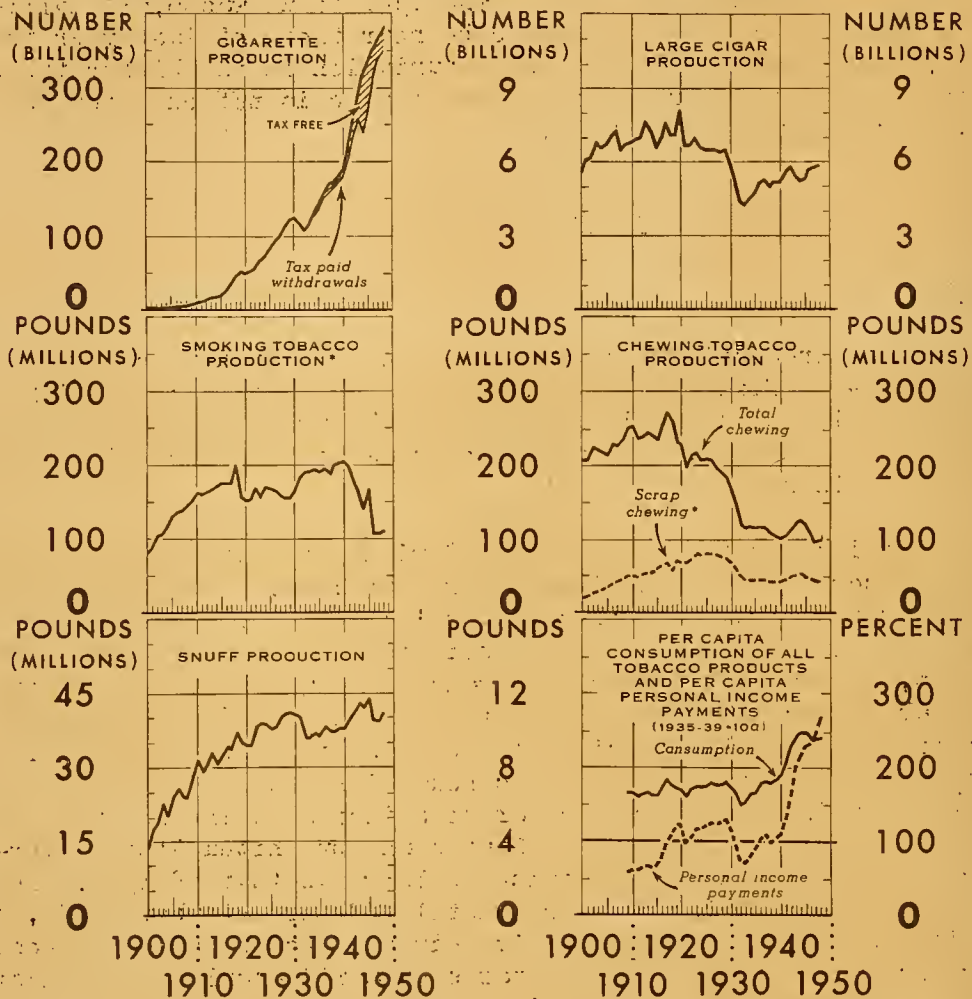 NUMBER
(BILLIONS)
300
200
100
0
CIGARETTE
PRODUCTION
TAX FREE
Tax paid
withdrawals
NUMBER
(BILLIONS)
9
6
3
0
LARGE CIGAR
PRODUCTION
NUMBER
(BILLIONS)
9
6
3
0
POUNDS
(MILLIONS)
300
200
100
0
SMOKING TOBACCO
PRODUCTION*
POUNDS
(MILLIONS)
300
200
100
0
CHEWING TOBACCO
PRODUCTION
Total
chewing
Scrap
chewing*
POUNDS
(MILLIONS)
300
200
100
0
POUNDS
(MILLIONS)
45
30
15
0
SNUFF PRODUCTION
POUNDS
12
8
4
0
PER CAPITA
CONSUMPTION OF ALL
TOBACCO PRODUCTS
AND PER CAPITA
PERSONAL INCOME
PAYMENTS
(1935-39=100)
Consumption
Personal income
payments
PERCENT
300
200
100
0
1900 1920 1940
1910 1930 1950
1900 1920 1940
1910 1930 1950